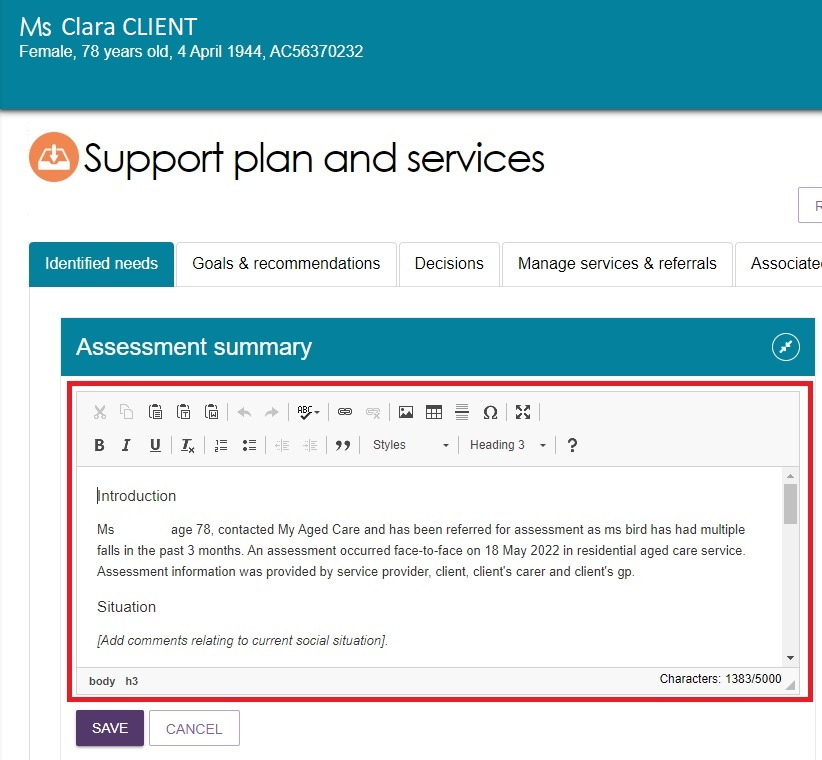 Ms Clara CLIENT
Female, 78 years old, 4 April 1944, AC56370232
Support plan and services
R
Identified needs Goals & recommendations Decisions Manage services & referrals Associated
Assessment summary
ABC
B I U Ix Styles Heading 3 ?
Introduction
Ms age 78, contacted My Aged Care and has been referred for assessment as ms bird has had multiple
falls in the past 3 months. An assessment occurred face-to-face on 18 May 2022 in residential aged care service.
Assessment information was provided by service provider, client, client's carer and client's gp.
Situation
[Add comments relating to current social situation].
body h3 Characters: 1383/5000
SAVE CANCEL